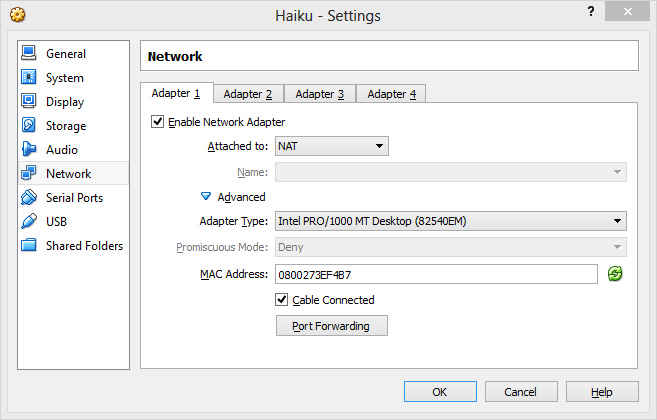 Haiku - Settings
?
General
System
Display
Storage
Audio
Network
Serial Ports
USB
Shared Folders
Network
Adapter 1 Adapter 2 Adapter 3 Adapter 4
Enable Network Adapter
Attached to: NAT
Name:
Advanced
Adapter Type: Intel PRO/1000 MT Desktop (82540EM)
Promiscuous Mode: Deny
MAC Address: 0800273EF4B7
Cable Connected
Port Forwarding
OK Cancel Help